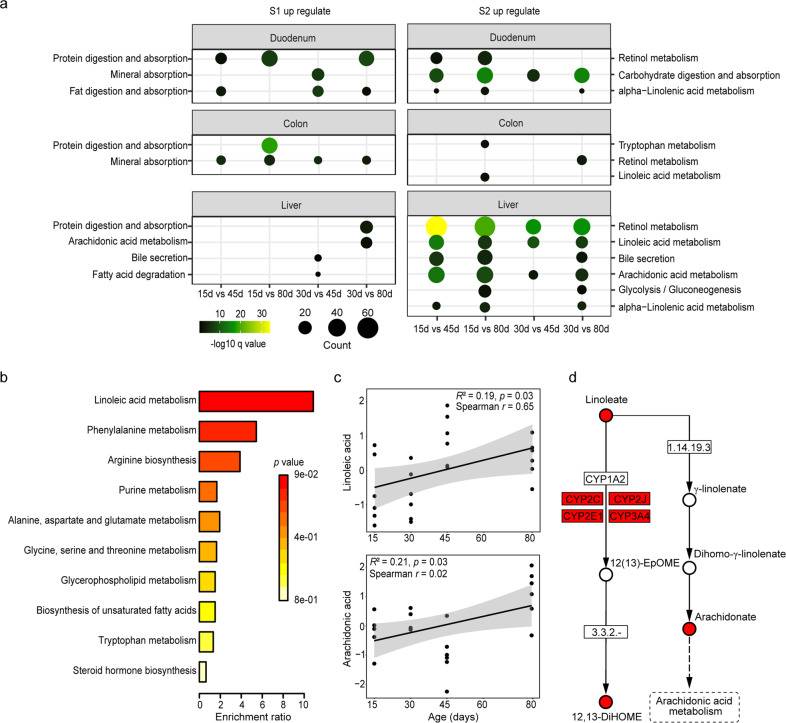 a
S1 up regulate
S2 up regulate
Duodenum
Protein digestion and absorption
Mineral absorption
Fat digestion and absorption
Duodenum
Retinol metabolism
Carbohydrate digestion and absorption
alpha−Linolenic acid metabolism
Colon
Protein digestion and absorption
Mineral absorption
Colon
Tryptophan metabolism
Retinol metabolism
Linoleic acid metabolism
Liver
Protein digestion and absorption
Arachidonic acid metabolism
Bile secretion
Fatty acid degradation
15d vs 45d 15d vs 80d 30d vs 45d 30d vs 80d
Liver
Retinol metabolism
Linoleic acid metabolism
Bile secretion
Arachidonic acid metabolism
Glycolysis / Gluconeogenesis
alpha−Linolenic acid metabolism
15d vs 45d 15d vs 80d 30d vs 45d 30d vs 80d
0 10 20 30
-log10 q value
20 40 60
Count
b
Linoleic acid metabolism
Phenylalanine metabolism
Arginine biosynthesis
Purine metabolism
Alanine, aspartate and glutamate metabolism
Glycine, serine and threonine metabolism
Glycerophospholipid metabolism
Biosynthesis of unsaturated fatty acids
Tryptophan metabolism
Steroid hormone biosynthesis
0 2 4 6 8 10
Enrichment ratio
p value
9e-02
4e-01
8e-01
c
R² = 0.19, p = 0.03
Spearman r = 0.65
Linoleic acid
2
1
0
−1
15 30 45 60 80
R² = 0.21, p = 0.03
Spearman r = 0.02
Arachidonic acid
2
1
0
−1
−2
15 30 45 60 80
Age (days)
d
Linoleate
1.14.19.3
CYP1A2
CYP2C CYP2J
CYP2E1 CYP3A4
γ-linolenate
12(13)-EpOME
Dihomo-γ-linolenate
3.3.2.-
Arachidonate
12,13-DiHOME
Arachidonic acid
metabolism